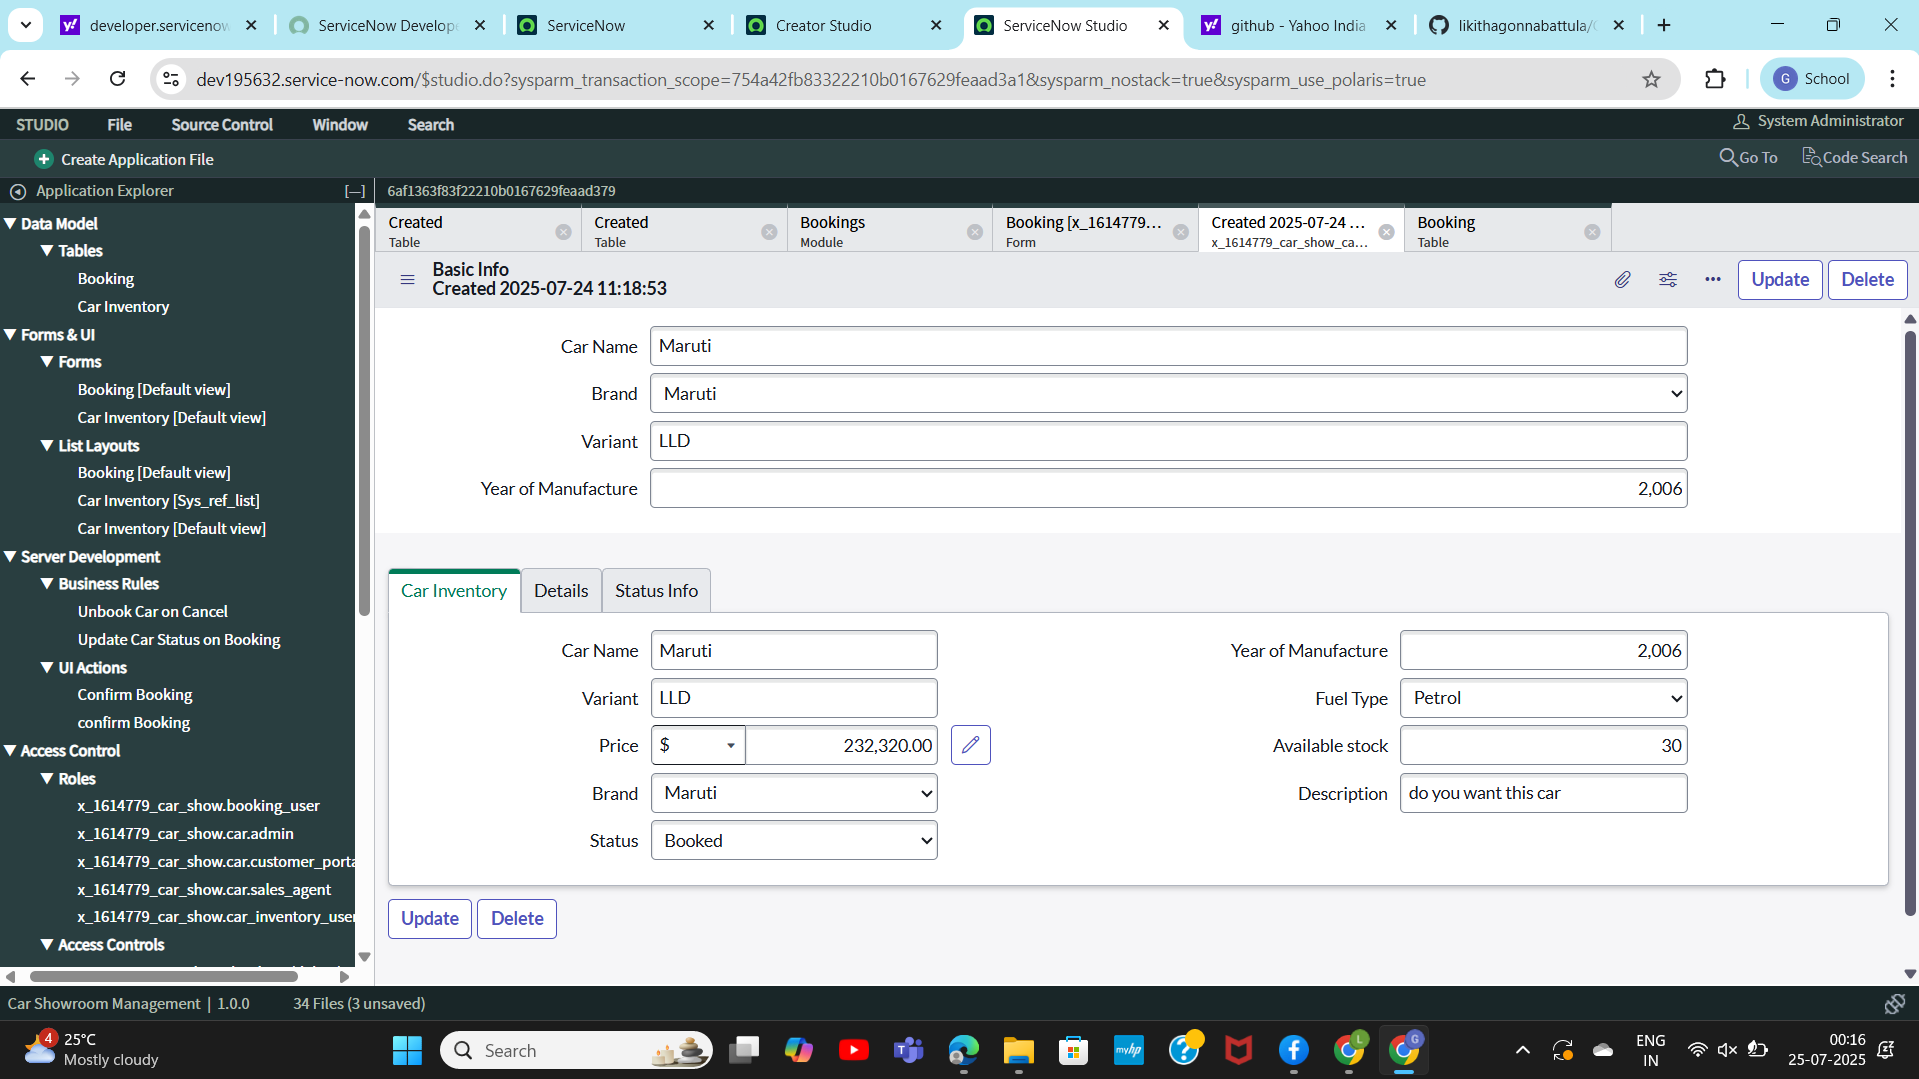 developer.servicenow
ServiceNow Develope
ServiceNow
Creator Studio
ServiceNow Studio
github - Yahoo India
likithagonnabattula/
dev195632.service-now.com/$studio.do?sysparm_transaction_scope=754a42fb83322210b0167629feaad3a1&sysparm_nostack=true&sysparm_use_polaris=true
G School
STUDIO File Source Control Window Search
System Administrator
Create Application File
Go To Code Search
Application Explorer [—]
6af1363f83f22210b0167629feaad379
Data Model
Tables
Booking
Car Inventory
Forms & UI
Forms
Booking [Default view]
Car Inventory [Default view]
List Layouts
Booking [Default view]
Car Inventory [Sys_ref_list]
Car Inventory [Default view]
Server Development
Business Rules
Unbook Car on Cancel
Update Car Status on Booking
UI Actions
Confirm Booking
confirm Booking
Access Control
Roles
x_1614779_car_show.booking_user
x_1614779_car_show.car.admin
x_1614779_car_show.car.customer_porta
x_1614779_car_show.car.sales_agent
x_1614779_car_show.car_inventory_user
Access Controls
Created
Table
Created
Table
Bookings
Module
Booking [x_1614779...
Form
Created 2025-07-24 ...
x_1614779_car_show_ca...
Booking
Table
Basic Info
Created 2025-07-24 11:18:53
Update Delete
Car Name Maruti
Brand Maruti
Variant LLD
Year of Manufacture 2,006
Car Inventory Details Status Info
Car Name Maruti
Variant LLD
Price $ 232,320.00
Brand Maruti
Status Booked
Year of Manufacture 2,006
Fuel Type Petrol
Available stock 30
Description do you want this car
Update Delete
Car Showroom Management | 1.0.0 34 Files (3 unsaved)
4
25°C
Mostly cloudy
Search
myhp
L
G
ENG
IN
00:16
25-07-2025